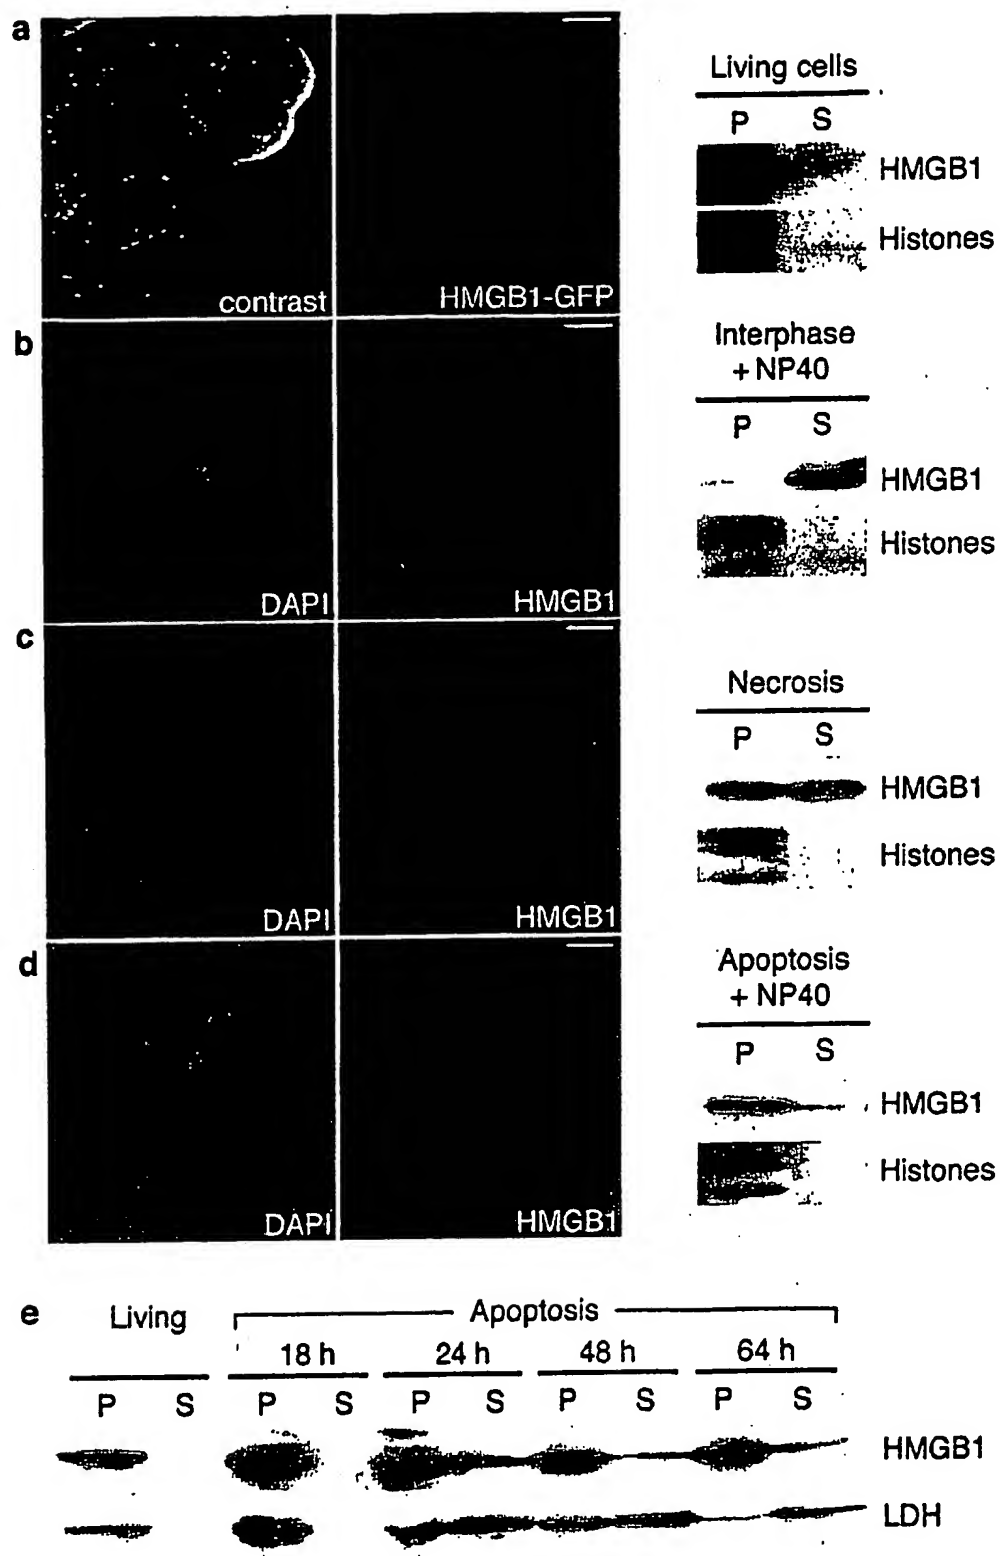 a
contrast
HMGB1-GFP
Living cells
P S
HMGB1
Histones
b
DAPI
HMGB1
Interphase
+ NP40
P S
HMGB1
Histones
c
DAPI
HMGB1
Necrosis
P S
HMGB1
Histones
d
DAPI
HMGB1
Apoptosis
+ NP40
P S
HMGB1
Histones
e
Living Apoptosis
18 h 24 h 48 h 64 h
P S P S P S P S P S
HMGB1
LDH